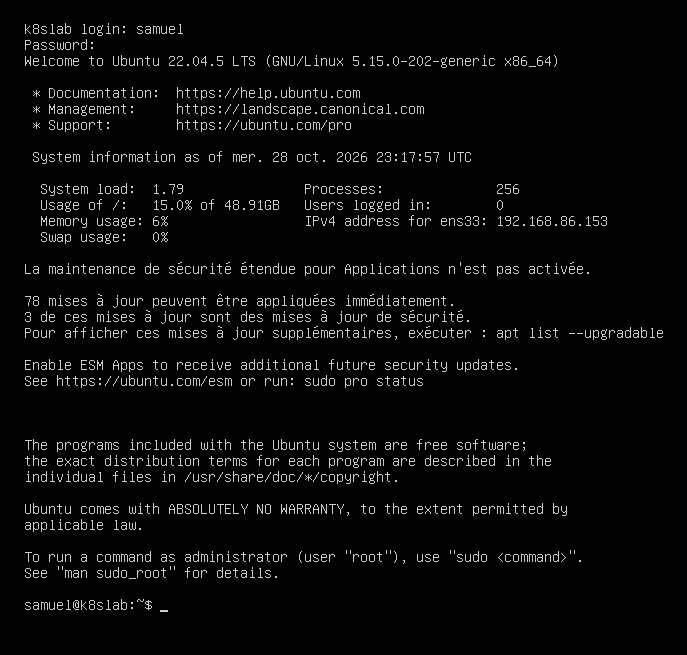 k8slab login: samuel
Password:
Welcome to Ubuntu 22.04.5 LTS (GNU/Linux 5.15.0-202-generic x86_64)
* Documentation:  https://help.ubuntu.com
* Management:     https://landscape.canonical.com
* Support:        https://ubuntu.com/pro
System information as of mer. 28 oct. 2026 23:17:57 UTC
System load:  1.79               Processes:              256
Usage of /:   15.0% of 48.91GB   Users logged in:        0
Memory usage: 6%                 IPv4 address for ens33: 192.168.86.153
Swap usage:   0%
La maintenance de sécurité étendue pour Applications n'est pas activée.
78 mises à jour peuvent être appliquées immédiatement.
3 de ces mises à jour sont des mises à jour de sécurité.
Pour afficher ces mises à jour supplémentaires, exécuter : apt list --upgradable
Enable ESM Apps to receive additional future security updates.
See https://ubuntu.com/esm or run: sudo pro status
The programs included with the Ubuntu system are free software;
the exact distribution terms for each program are described in the
individual files in /usr/share/doc/*/copyright.
Ubuntu comes with ABSOLUTELY NO WARRANTY, to the extent permitted by
applicable law.
To run a command as administrator (user "root"), use "sudo <command>".
See "man sudo_root" for details.
samuel@k8slab:~$ _